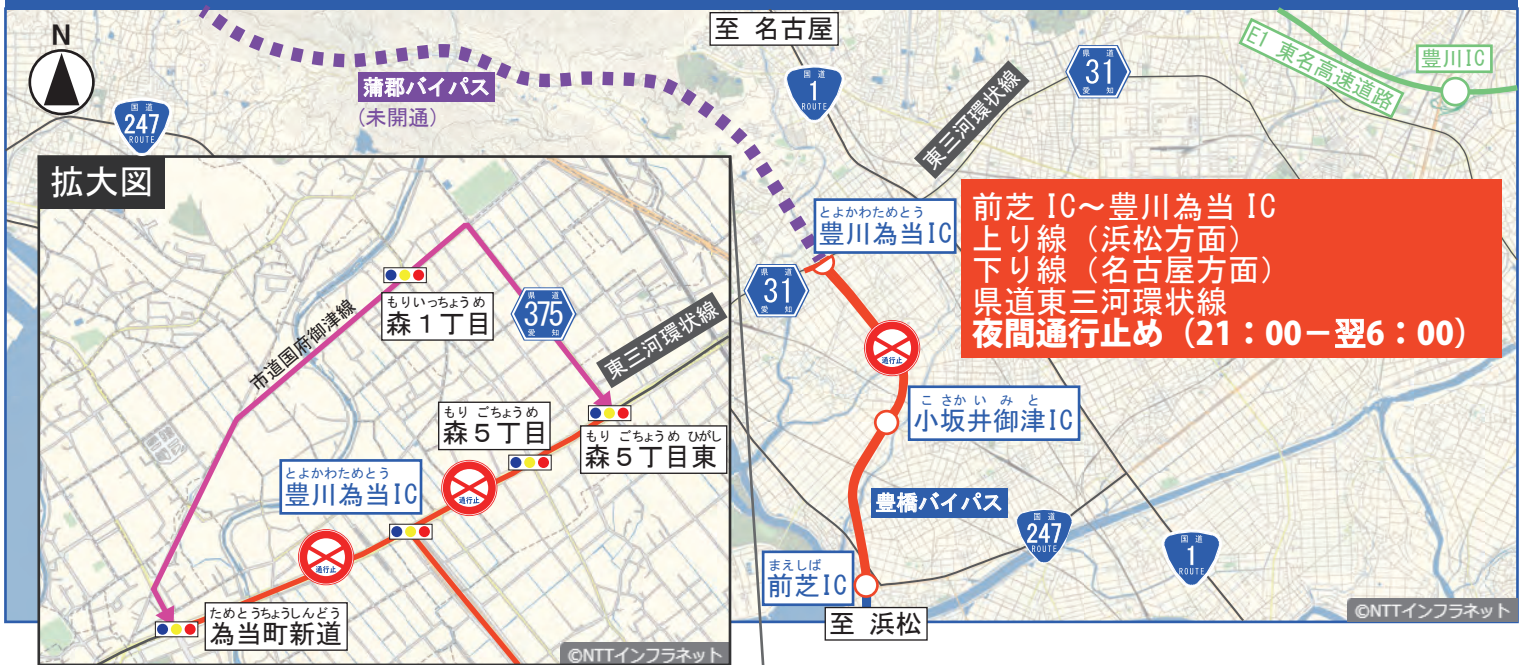 N
至 名古屋
E1 東名高速道路
豊川IC
国道
247
ROUTE
蒲郡バイパス
(未開通)
国道
1
ROUTE
東三河環状線
県道
31
愛知
拡大図
とよかわためとう
豊川為当IC
前芝 IC〜豊川為当 IC
上り線（浜松方面）
下り線（名古屋方面）
県道東三河環状線
夜間通行止め（21：00－翌6：00）
県道
31
愛知
通行止
こさかいみと
小坂井御津IC
豊橋バイパス
国道
247
ROUTE
国道
1
ROUTE
まえしば
前芝IC
至 浜松
©NTTインフラネット
もりいっちょうめ
森１丁目
県道
375
愛知
市道国府御津線
東三河環状線
もり ごちょうめ
森５丁目
もり ごちょうめ ひがし
森５丁目東
とよかわためとう
豊川為当IC
通行止
通行止
ためとうちょうしんどう
為当町新道
©NTTインフラネット